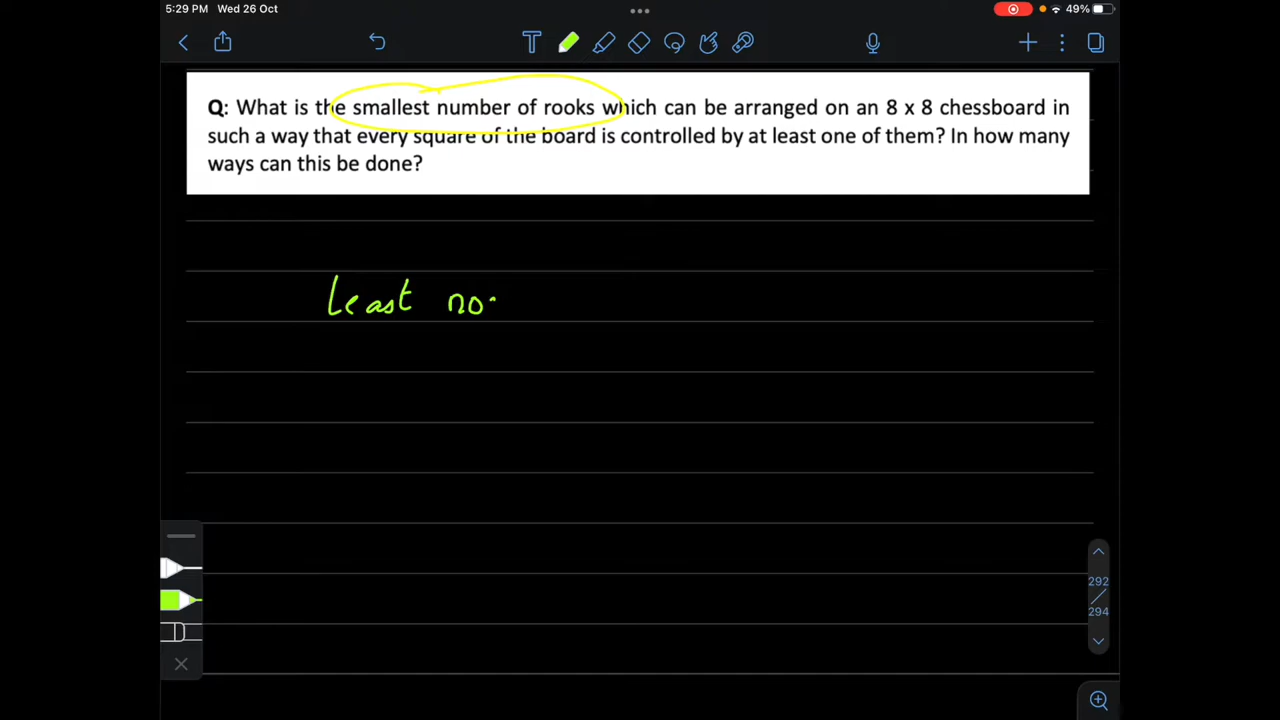 5:29 PM Wed 26 Oct
49%
Q: What is the smallest number of rooks which can be arranged on an 8 x 8 chessboard in
such a way that every square of the board is controlled by at least one of them? In how many
ways can this be done?
Least no.
292
294